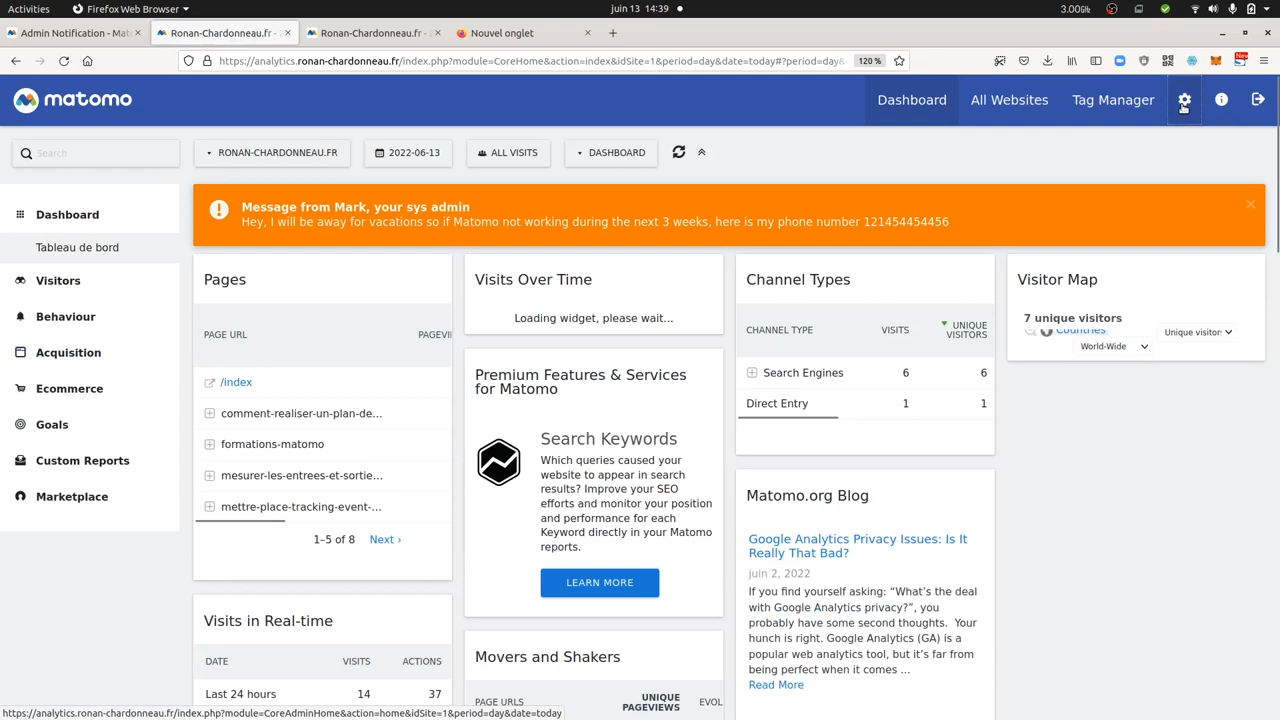 Activities
Firefox Web Browser
juin 13 14:39
3.00GHz
Admin Notification - Mat
Ronan-Chardonneau.fr -
Ronan-Chardonneau.fr - 2
Nouvel onglet
https://analytics.ronan-chardonneau.fr/index.php?module=CoreHome&action=index&idSite=1&period=day&date=today#?period=day&
120 %
New
matomo
Dashboard
All Websites
Tag Manager
Search
RONAN-CHARDONNEAU.FR
2022-06-13
ALL VISITS
DASHBOARD
Message from Mark, your sys admin
Hey, I will be away for vacations so if Matomo not working during the next 3 weeks, here is my phone number 121454454456
Dashboard
Tableau de bord
Visitors
Behaviour
Acquisition
Ecommerce
Goals
Custom Reports
Marketplace
Pages
PAGE URL
PAGEVI
/index
comment-realiser-un-plan-de...
formations-matomo
mesurer-les-entrees-et-sortie...
mettre-place-tracking-event-...
1–5 of 8
Next ›
Visits in Real-time
DATE
VISITS
ACTIONS
Last 24 hours
14
37
Visits Over Time
Loading widget, please wait...
Premium Features & Services
for Matomo
Search Keywords
Which queries caused your
website to appear in search
results? Improve your SEO
efforts and monitor your position
and performance for each
Keyword directly in your Matomo
reports.
LEARN MORE
Movers and Shakers
PAGE URLS
UNIQUE
PAGEVIEWS
EVOL
Channel Types
CHANNEL TYPE
VISITS
UNIQUE
VISITORS
Search Engines
6
6
Direct Entry
1
1
Matomo.org Blog
Google Analytics Privacy Issues: Is It
Really That Bad?
juin 2, 2022
If you find yourself asking: “What’s the deal
with Google Analytics privacy?”, you
probably have some second thoughts. Your
hunch is right. Google Analytics (GA) is a
popular web analytics tool, but it’s far from
being perfect when it comes ...
Read More
Visitor Map
7 unique visitors
Countries
Unique visitors
World-Wide
https://analytics.ronan-chardonneau.fr/index.php?module=CoreAdminHome&action=home&idSite=1&period=day&date=today